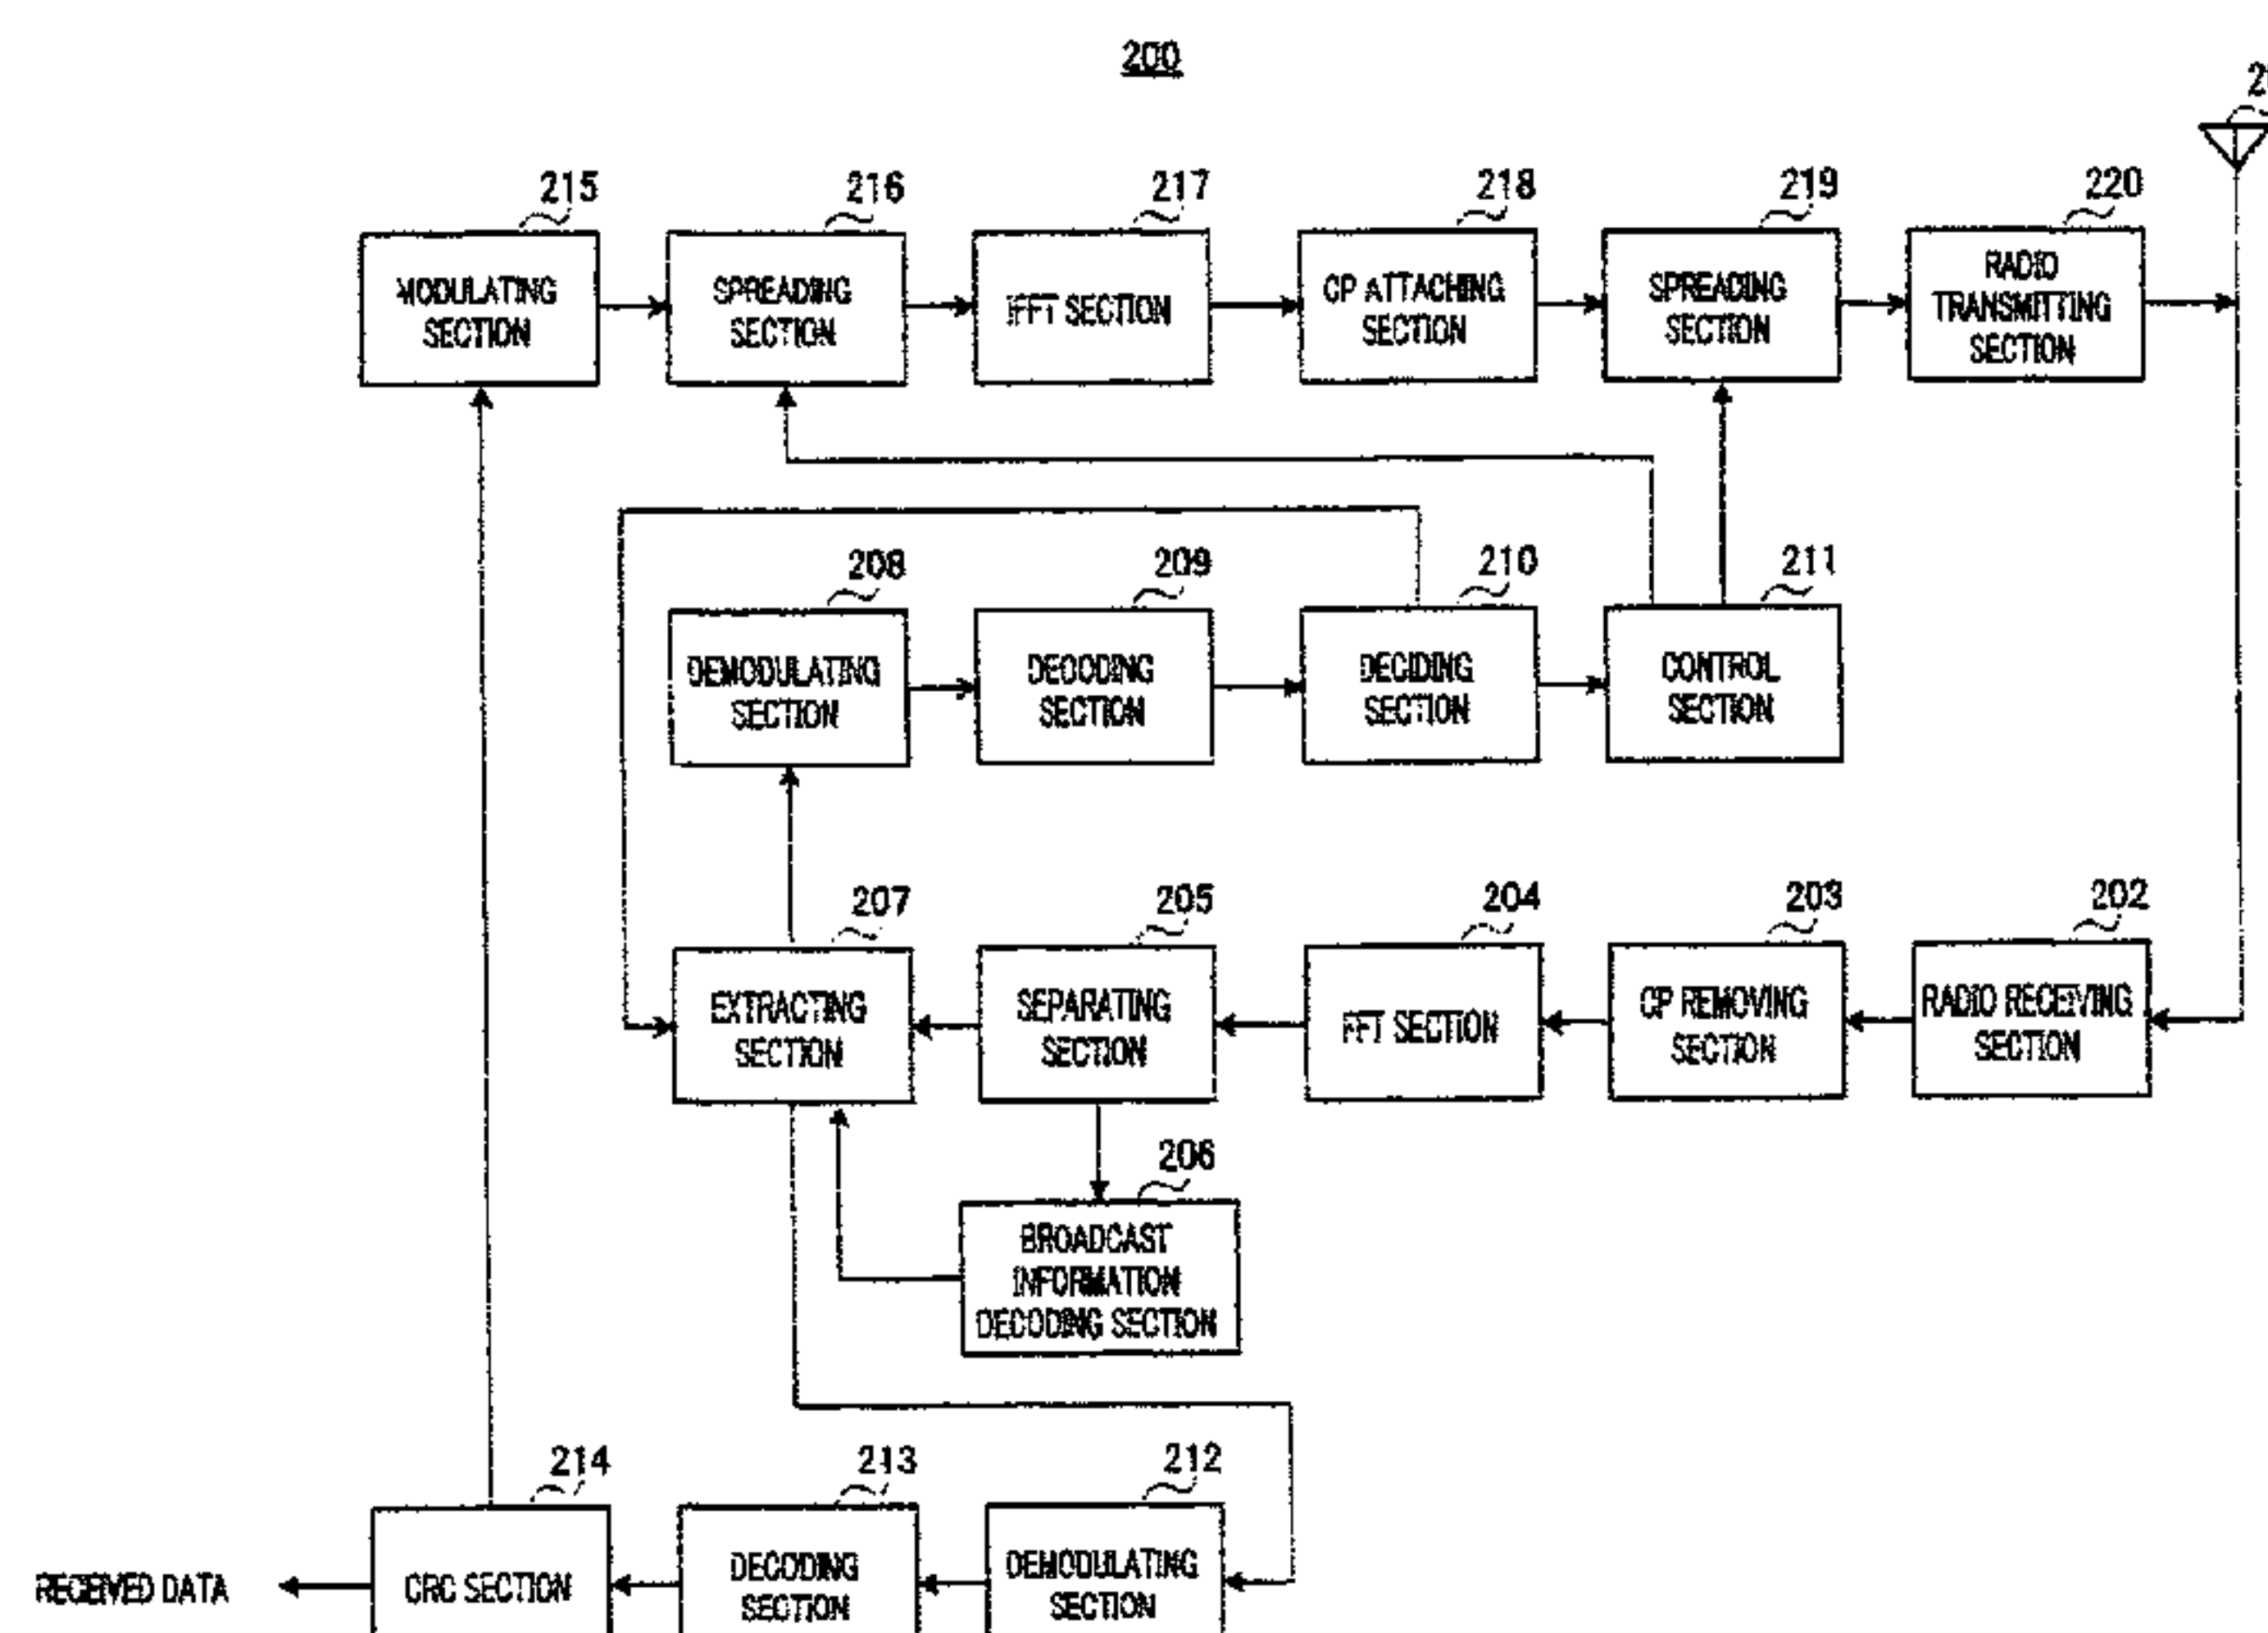 200
215
216
217
218
219
220
MODULATING
SECTION
SPREADING
SECTION
IFFT SECTION
CP ATTACHING
SECTION
SPREADING
SECTION
RADIO
TRANSMITTING
SECTION
208
209
210
211
DEMODULATING
SECTION
DECODING
SECTION
DECIDING
SECTION
CONTROL
SECTION
207
205
204
203
202
EXTRACTING
SECTION
SEPARATING
SECTION
FFT SECTION
CP REMOVING
SECTION
RADIO RECEIVING
SECTION
206
BROADCAST
INFORMATION
DECODING SECTION
214
213
212
RECEIVED DATA
CRC SECTION
DECODING
SECTION
DEMODULATING
SECTION